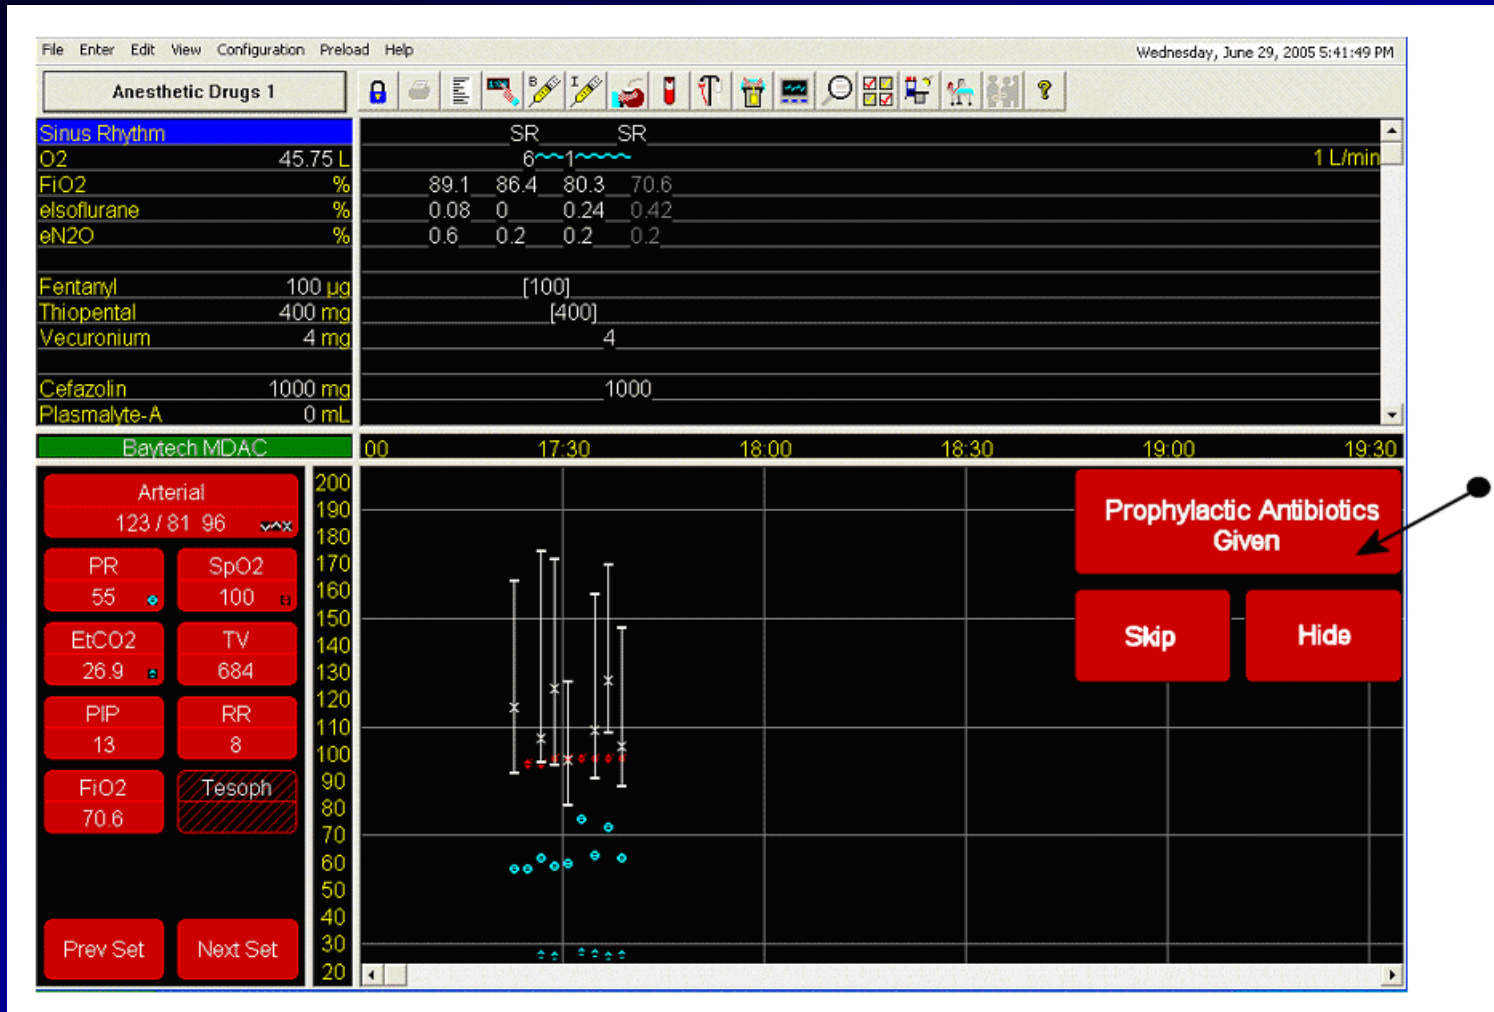 File Enter Edit View Configuration Preload Help
Wednesday, June 29, 2005 5:41:49 PM
Anesthetic Drugs 1
B I ?
Sinus Rhythm SR SR
O2 45.75 L 6 1 1 L/min
FiO2 % 89.1 86.4 80.3 70.6
eIsoflurane % 0.08 0 0.24 0.42
eN2O % 0.6 0.2 0.2 0.2
Fentanyl 100 µg [100]
Thiopental 400 mg [400]
Vecuronium 4 mg 4
Cefazolin 1000 mg 1000
Plasmalyte-A 0 mL
Baytech MDAC 00 17:30 18:00 18:30 19:00 19:30
Arterial
123 / 81 96
PR SpO2
55 100
EtCO2 TV
26.9 684
PIP RR
13 8
FiO2 Tesoph
70.6
Prev Set Next Set
200
190
180
170
160
150
140
130
120
110
100
90
80
70
60
50
40
30
20
Prophylactic Antibiotics
Given
Skip Hide